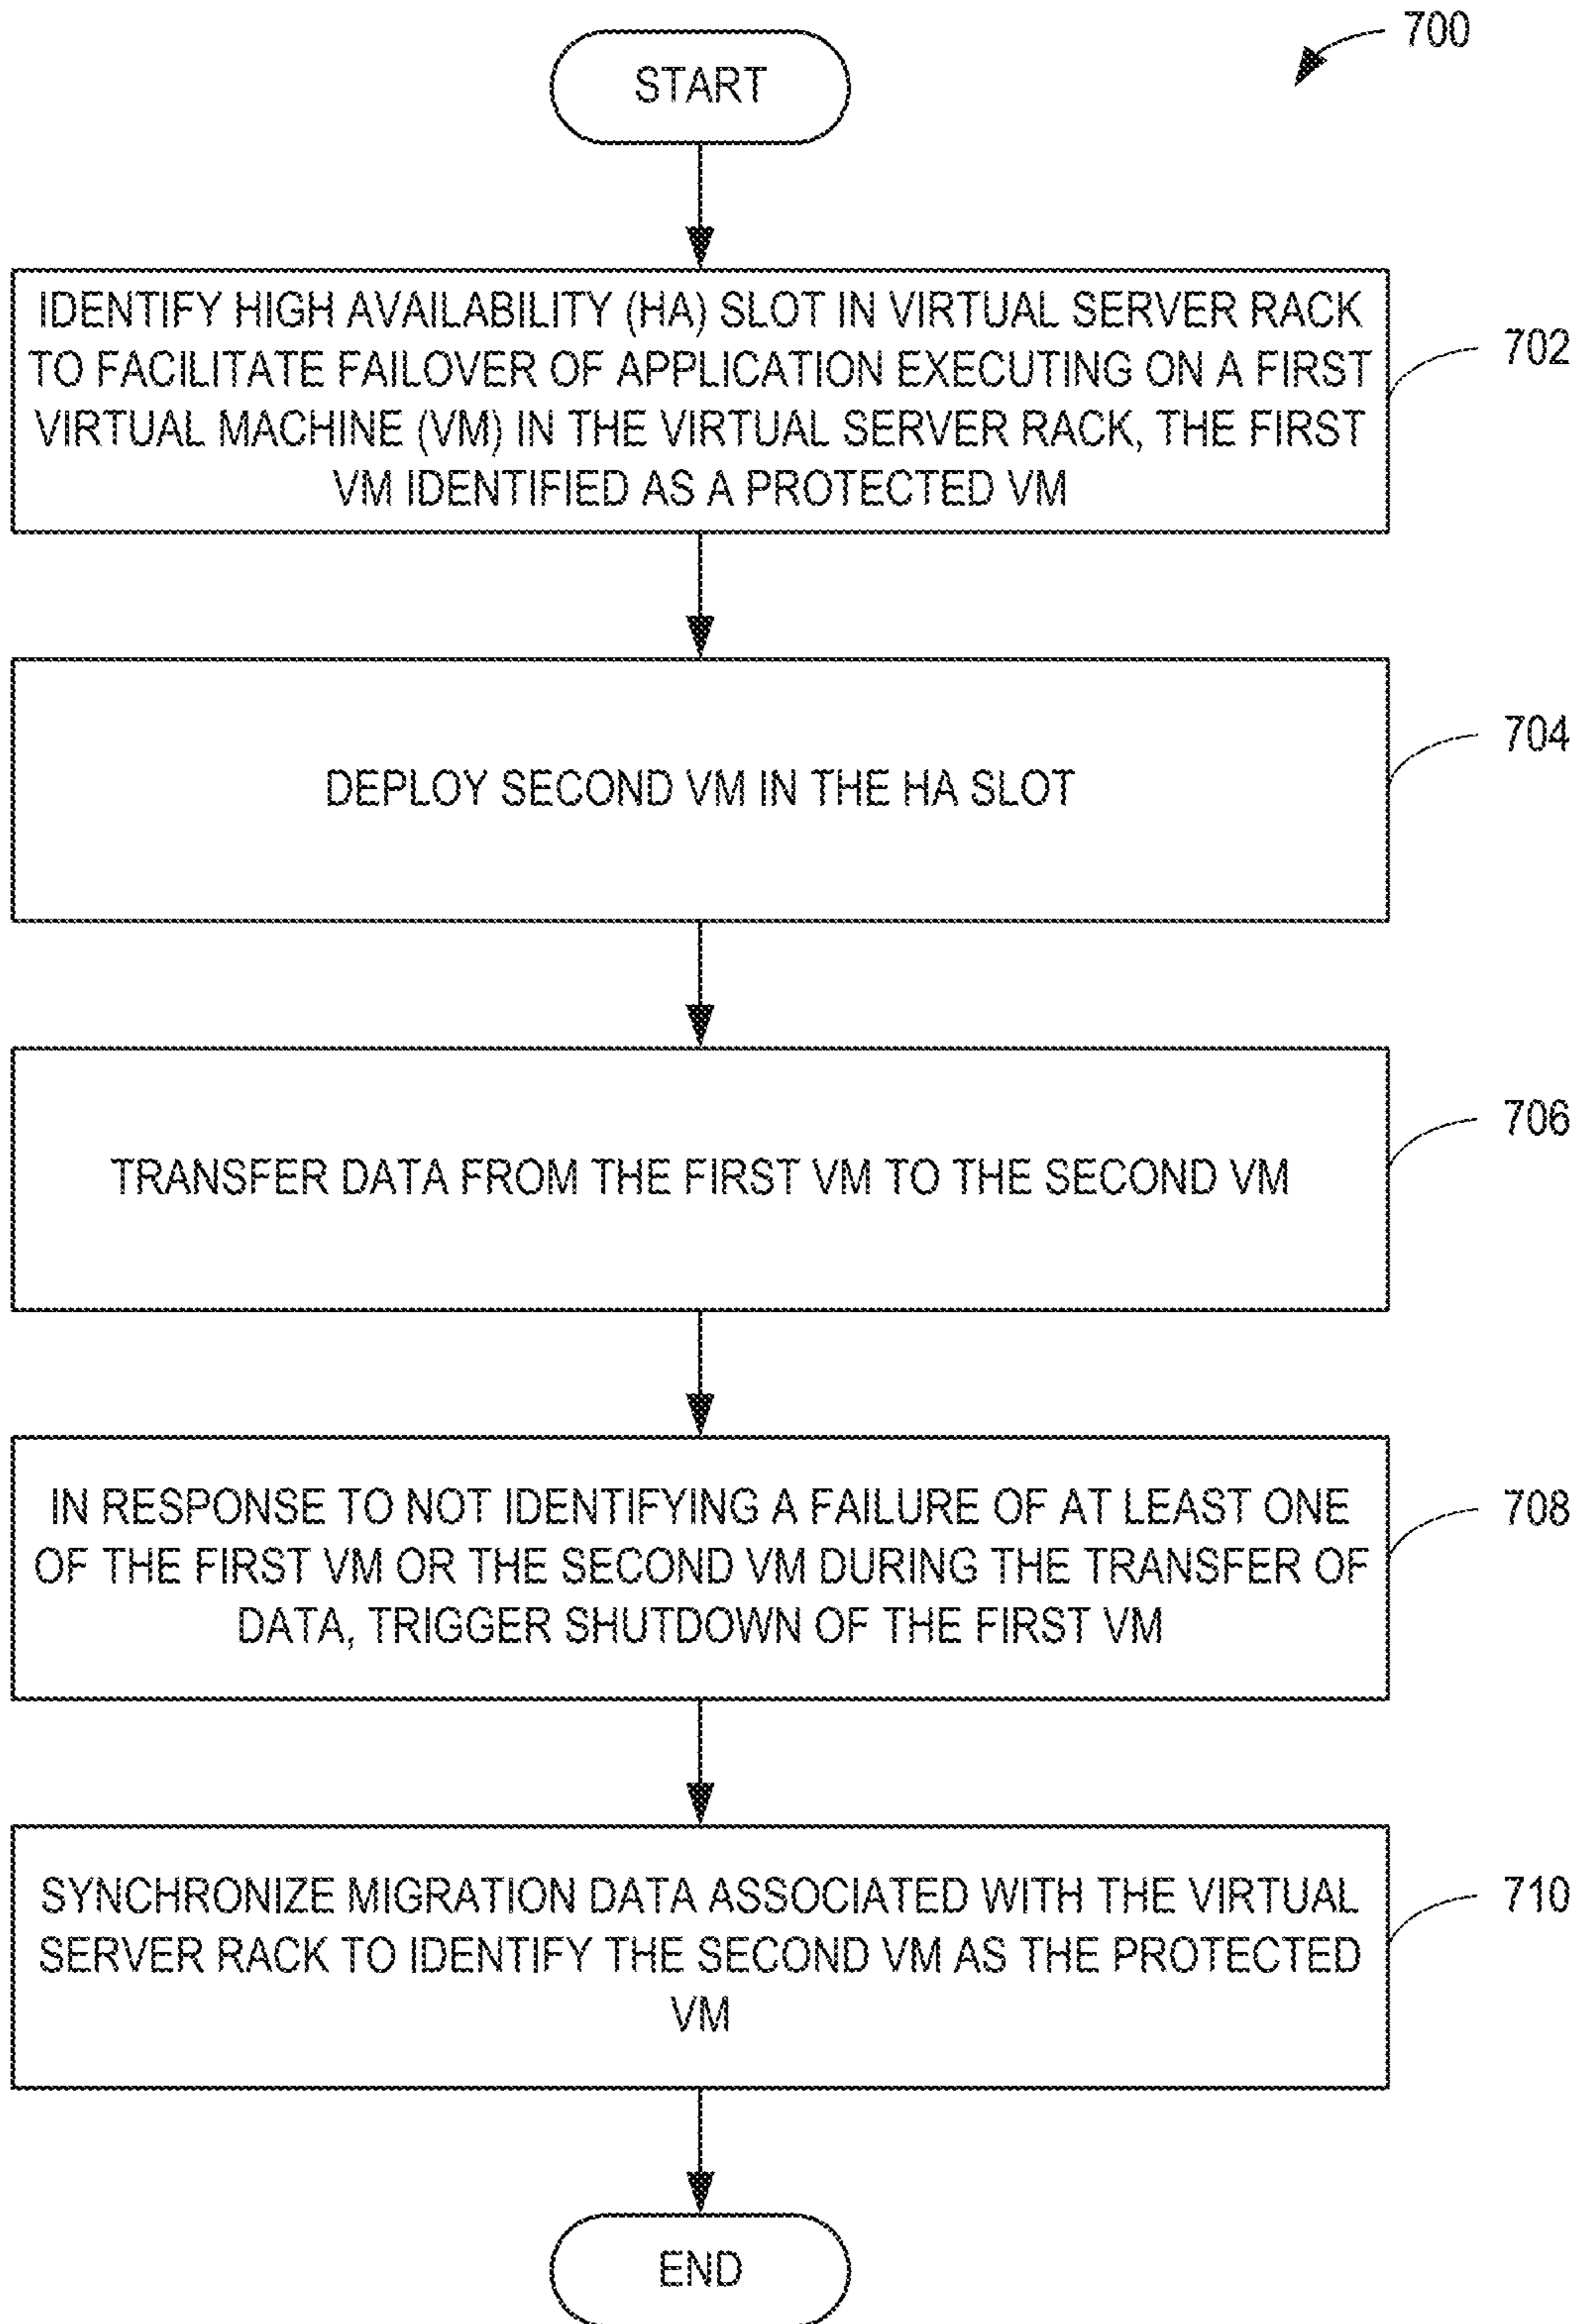 700
START
IDENTIFY HIGH AVAILABILITY (HA) SLOT IN VIRTUAL SERVER RACK
TO FACILITATE FAILOVER OF APPLICATION EXECUTING ON A FIRST
VIRTUAL MACHINE (VM) IN THE VIRTUAL SERVER RACK, THE FIRST
VM IDENTIFIED AS A PROTECTED VM
702
DEPLOY SECOND VM IN THE HA SLOT
704
TRANSFER DATA FROM THE FIRST VM TO THE SECOND VM
706
IN RESPONSE TO NOT IDENTIFYING A FAILURE OF AT LEAST ONE
OF THE FIRST VM OR THE SECOND VM DURING THE TRANSFER OF
DATA, TRIGGER SHUTDOWN OF THE FIRST VM
708
SYNCHRONIZE MIGRATION DATA ASSOCIATED WITH THE VIRTUAL
SERVER RACK TO IDENTIFY THE SECOND VM AS THE PROTECTED
VM
710
END